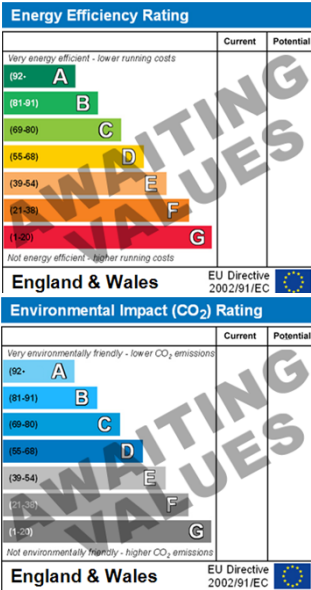 Energy Efficiency Rating
Current Potential
Very energy efficient - lower running costs
(92- A
(81-91) B
(69-80) C
(55-68) D
(39-54) E
(21-38) F
(1-20) G
Not energy efficient - higher running costs
AWAITING
VALUES
England & Wales
EU Directive
2002/91/EC
Environmental Impact (CO₂) Rating
Current Potential
Very environmentally friendly - lower CO₂ emissions
(92- A
(81-91) B
(69-80) C
(55-68) D
(39-54) E
(21-38) F
(1-20) G
Not environmentally friendly - higher CO₂ emissions
AWAITING
VALUES
England & Wales
EU Directive
2002/91/EC